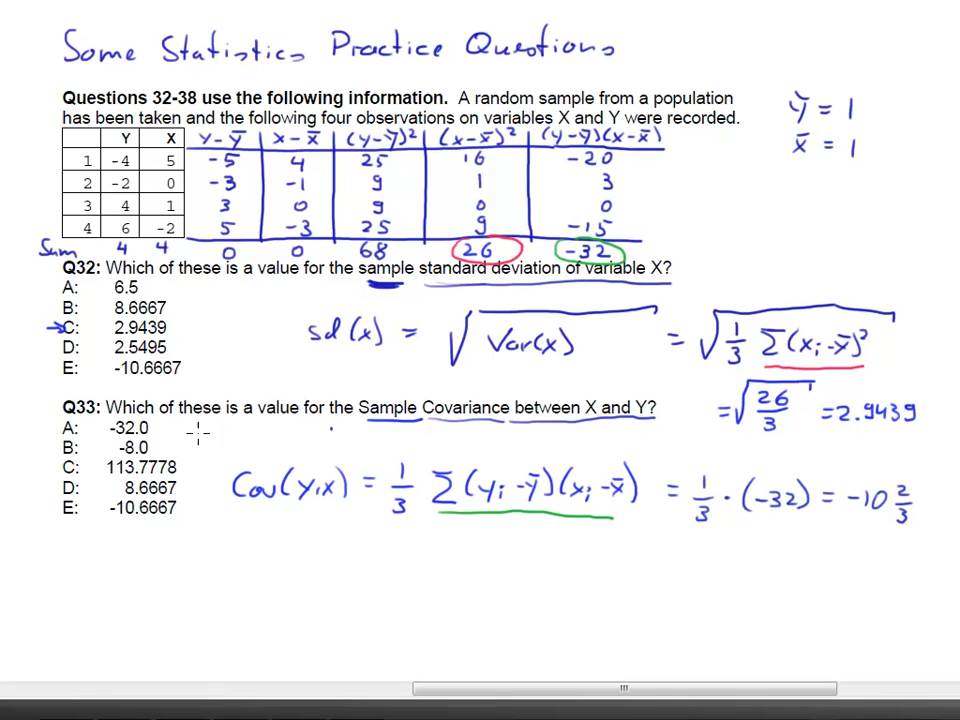 Some Statistics Practice Questions
Questions 32-38 use the following information. A random sample from a population
has been taken and the following four observations on variables X and Y were recorded.
Ȳ = 1
x̄ = 1
Y X y-ȳ x-x̄ (y-ȳ)² (x-x̄)² (y-ȳ)(x-x̄)
1 -4 5 -5 4 25 16 -20
2 -2 0 -3 -1 9 1 3
3 4 1 3 0 9 0 0
4 6 -2 5 -3 25 9 -15
Sum 4 4 0 0 68 26 -32
Q32: Which of these is a value for the sample standard deviation of variable X?
A: 6.5
B: 8.6667
C: 2.9439
D: 2.5495
E: -10.6667
sd(x) = √Var(x) = √1/3 Σ(xi-x̄)²
= √26/3 = 2.9439
Q33: Which of these is a value for the Sample Covariance between X and Y?
A: -32.0
B: -8.0
C: 113.7778
D: 8.6667
E: -10.6667
Cov(y,x) = 1/3 Σ(yi-ȳ)(xi-x̄) = 1/3 · (-32) = -10 2/3